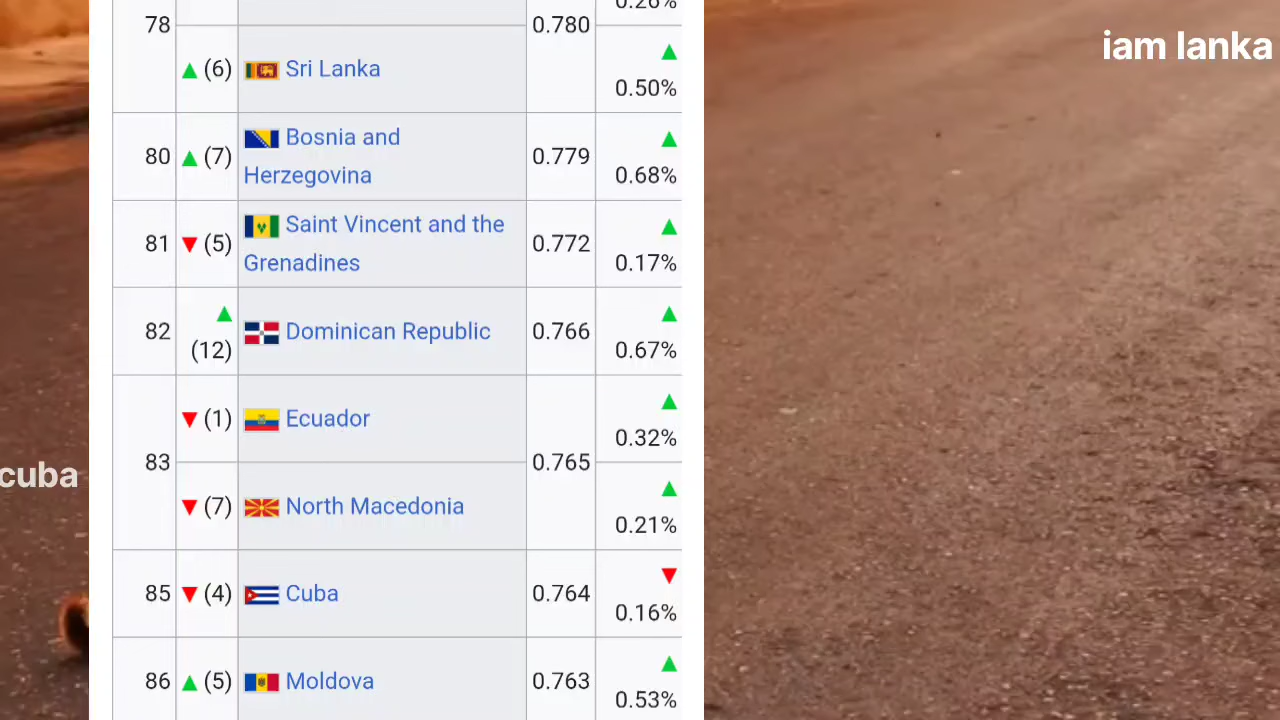 0.26%
78
0.780
▲ (6) Sri Lanka
▲
0.50%
80 ▲ (7) Bosnia and
Herzegovina
0.779
▲
0.68%
81 ▼ (5) Saint Vincent and the
Grenadines
0.772
▲
0.17%
82
▲
(12)
Dominican Republic
0.766
▲
0.67%
83
▼ (1) Ecuador
▲
0.32%
0.765
▼ (7) North Macedonia
▲
0.21%
85 ▼ (4) Cuba
0.764
▼
0.16%
86 ▲ (5) Moldova
0.763
▲
0.53%
iam lanka
cuba